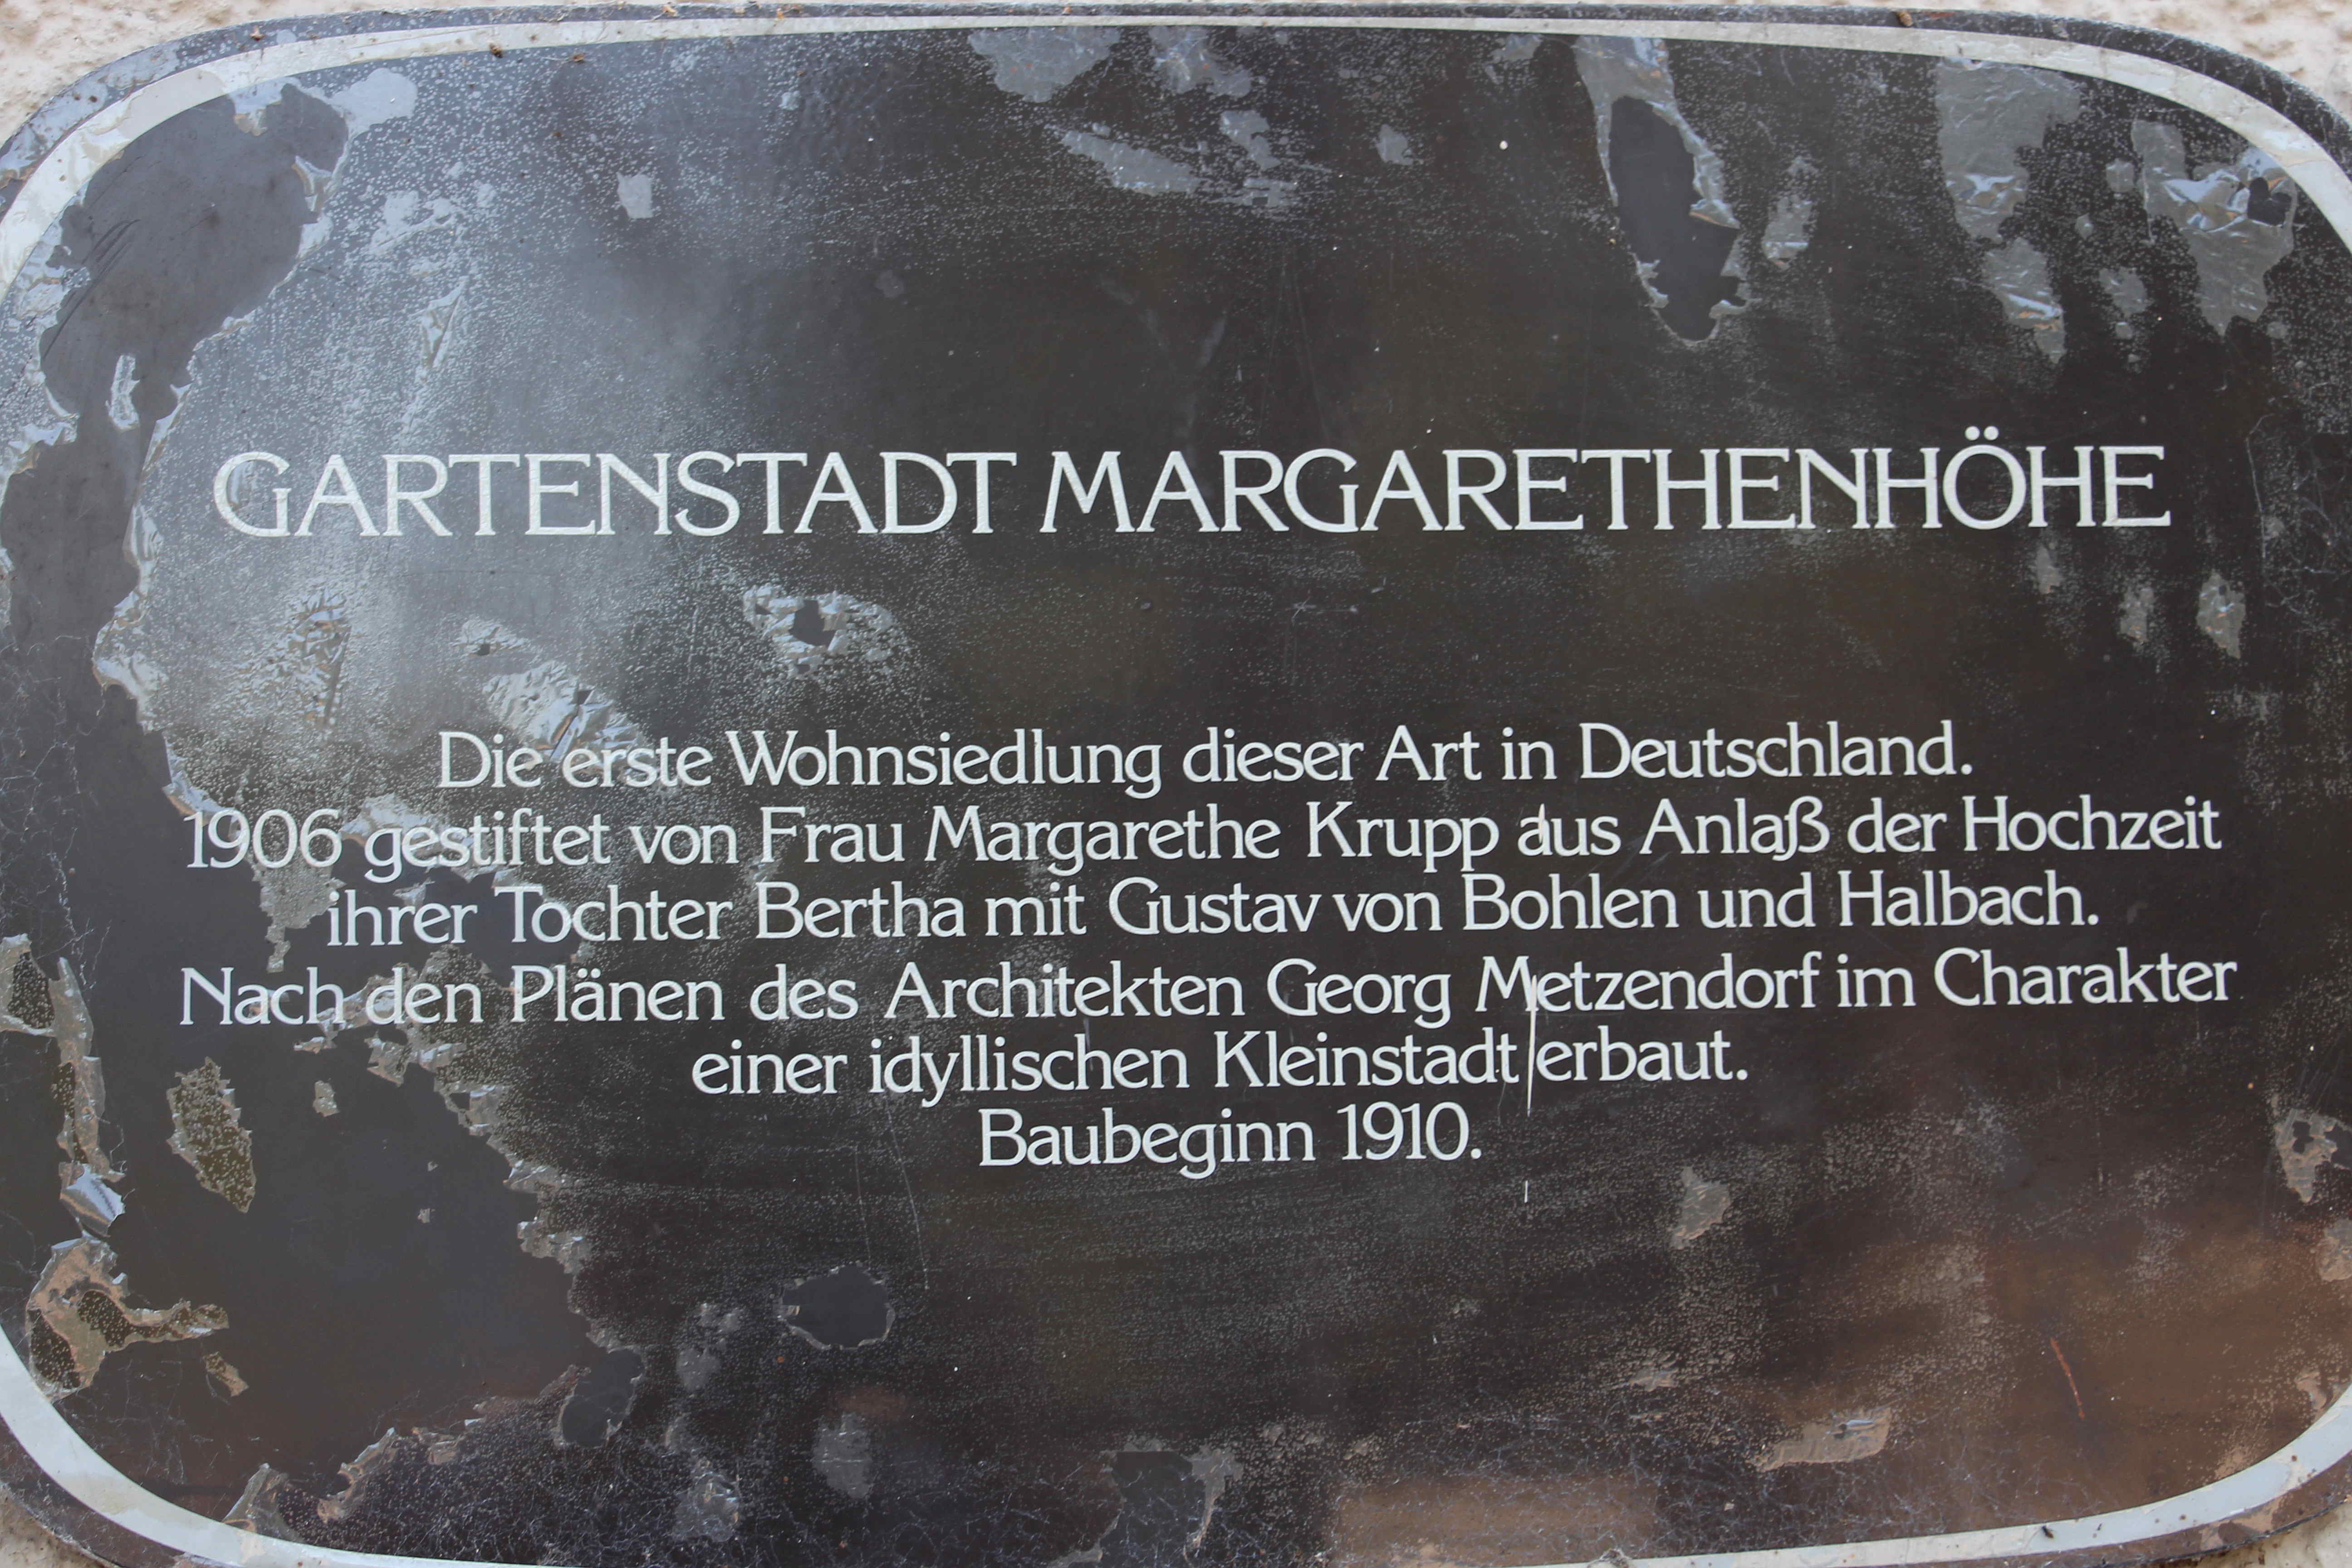 GARTENSTADT MARGARETHENHÖHE
Die erste Wohnsiedlung dieser Art in Deutschland.
1906 gestiftet von Frau Margarethe Krupp aus Anlaß der Hochzeit
ihrer Tochter Bertha mit Gustav von Bohlen und Halbach.
Nach den Plänen des Architekten Georg Metzendorf im Charakter
einer idyllischen Kleinstadt erbaut.
Baubeginn 1910.